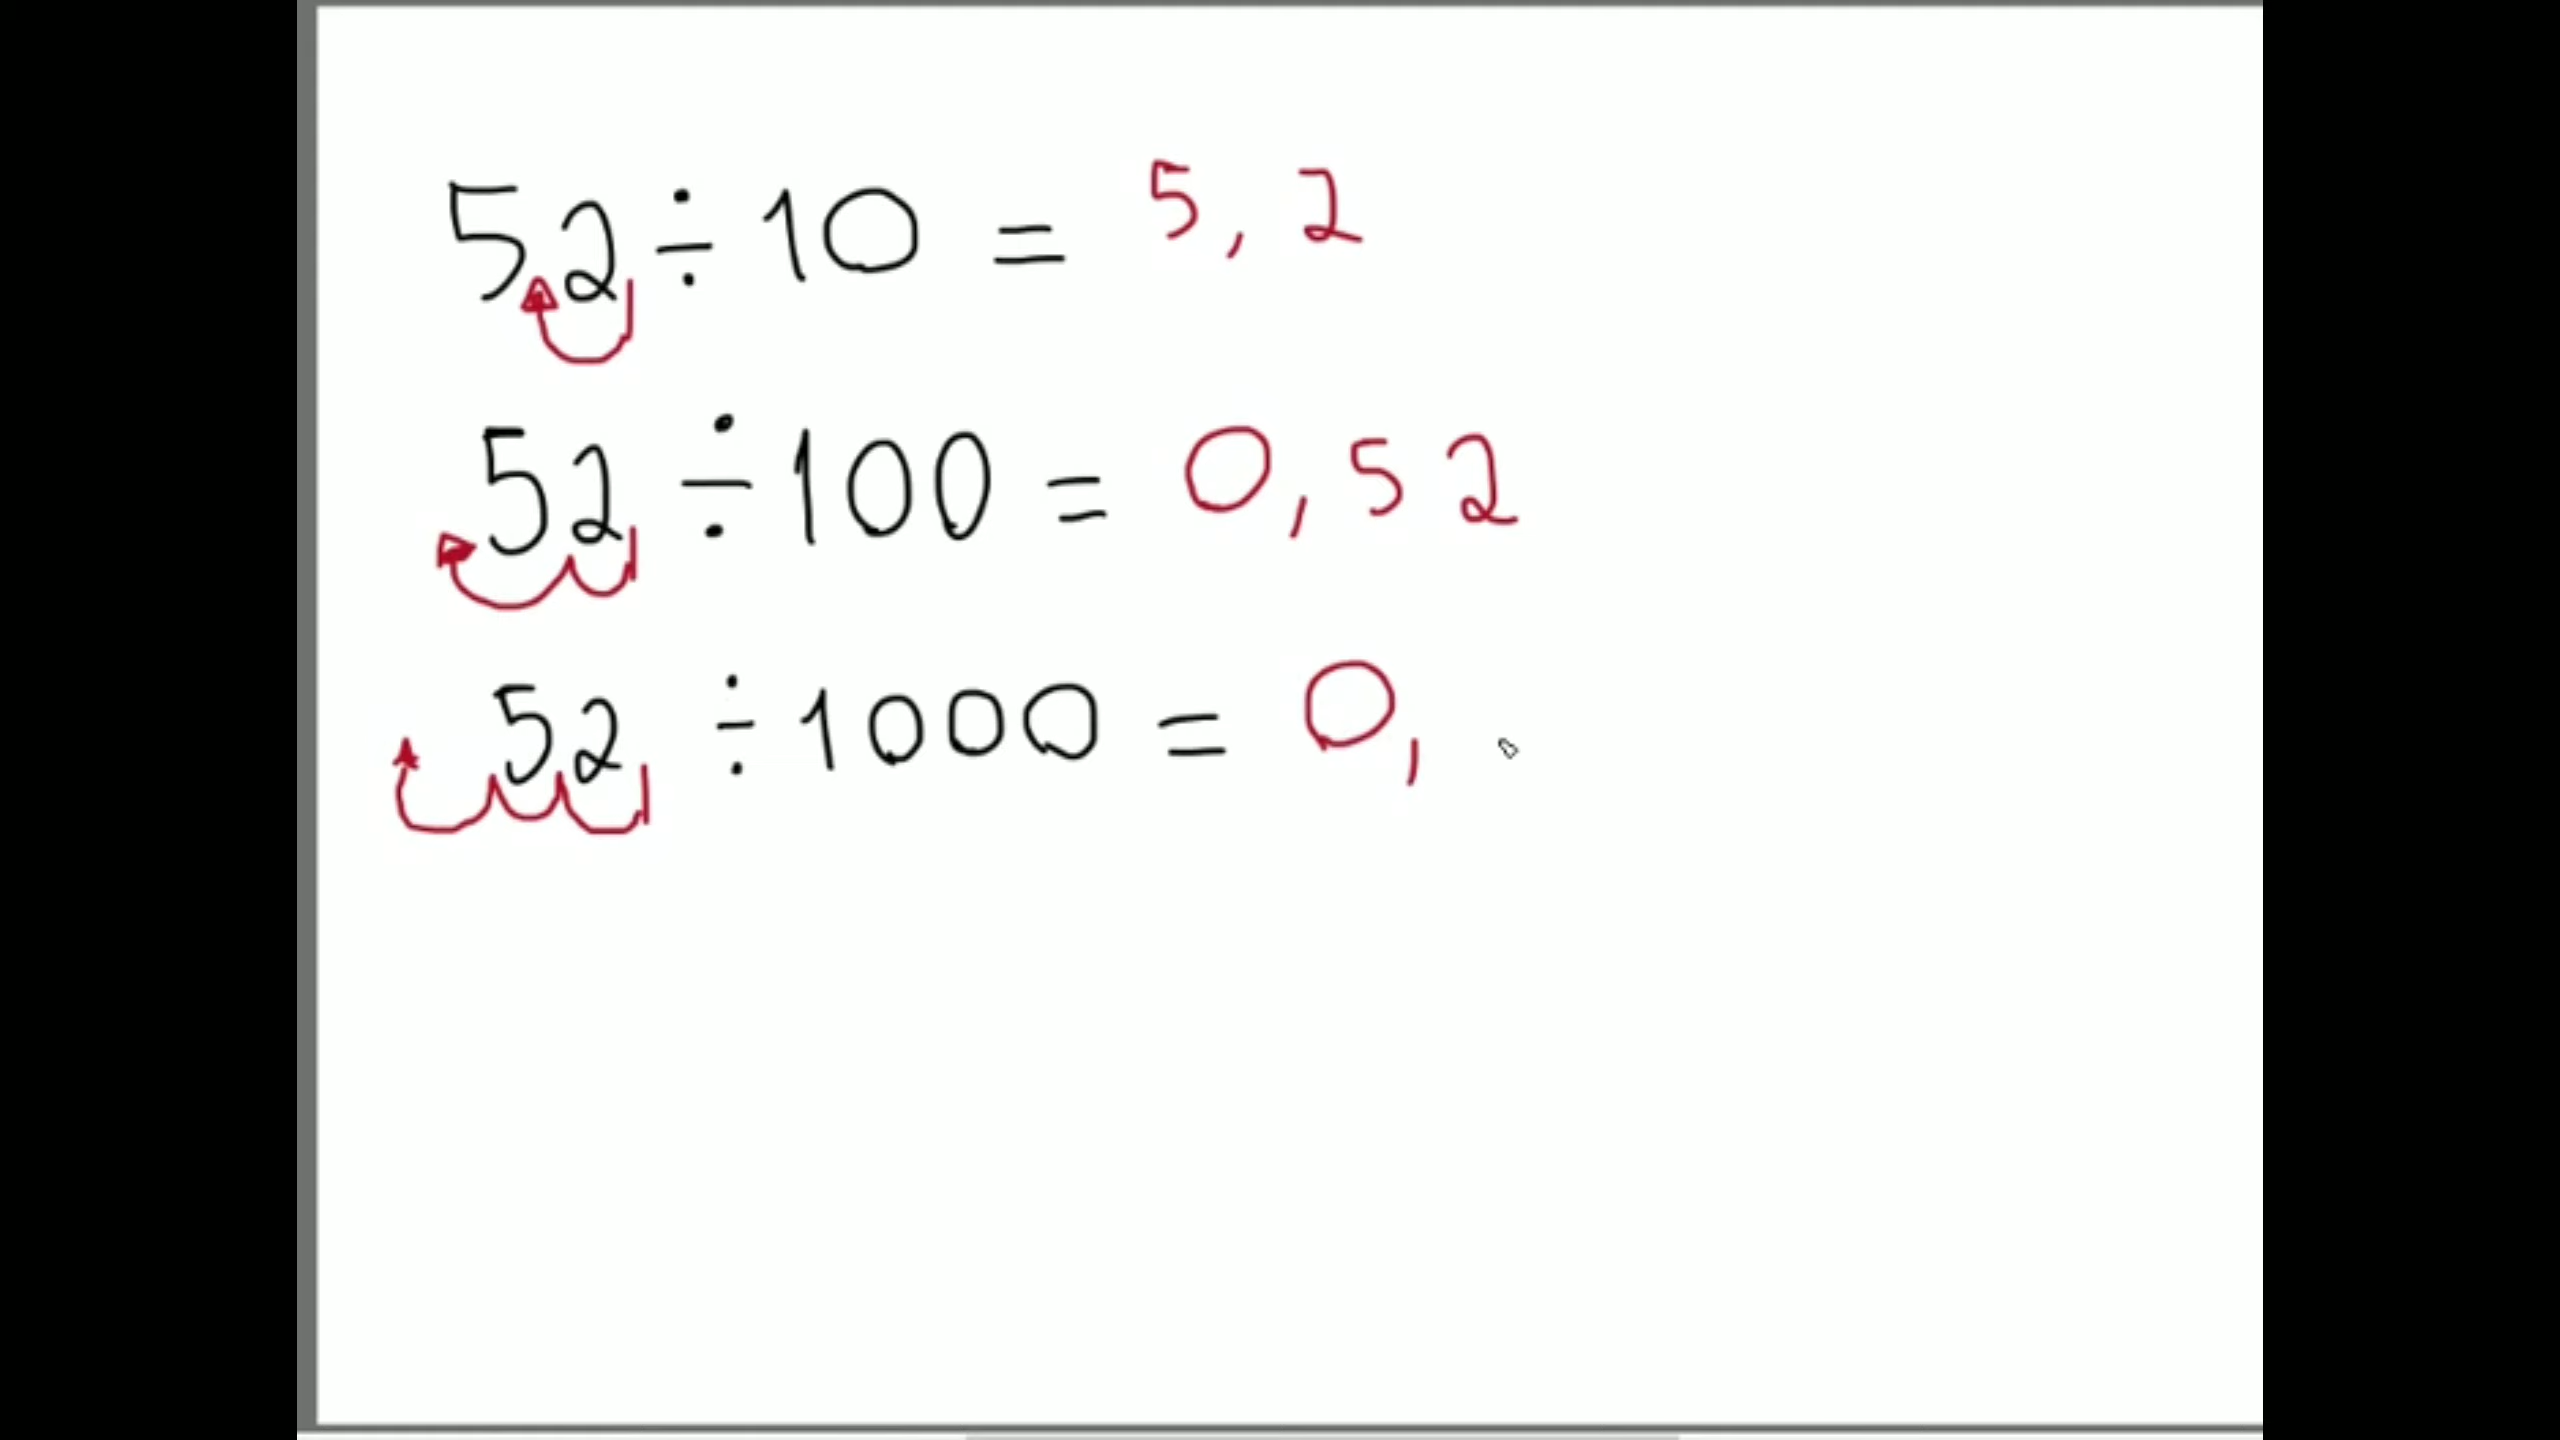 52 ÷ 10 = 5,2
52 ÷ 100 = 0,52
52 ÷ 1000 = 0,